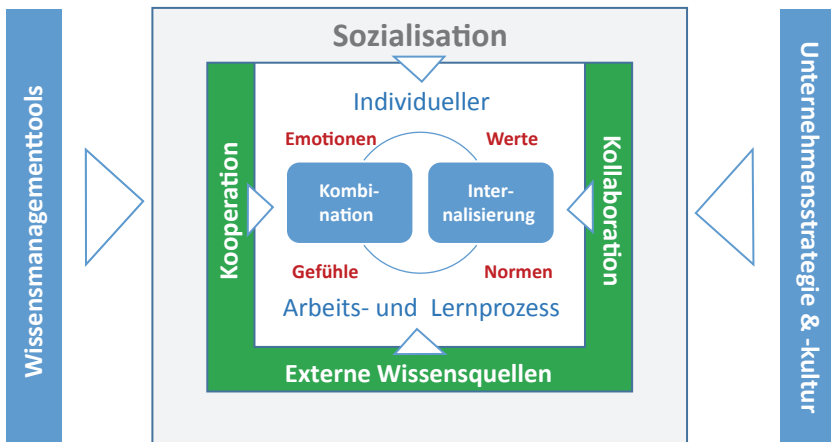 Wissensmanagementtools
Sozialisation
Individueller
Emotionen
Werte
Kooperation
Kombi-
nation
Inter-
nalisierung
Kollaboration
Gefühle
Normen
Arbeits- und Lernprozess
Externe Wissensquellen
Unternehmensstrategie & -kultur